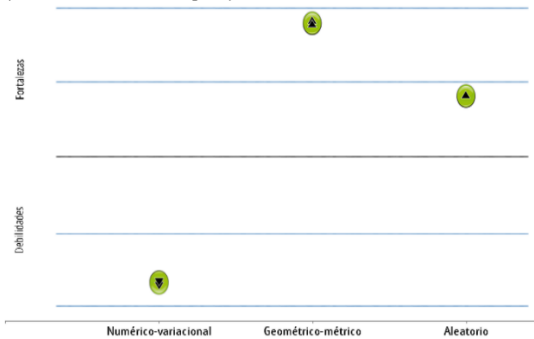 Fortalezas
Debilidades
Numérico-variacional
Geométrico-métrico
Aleatorio